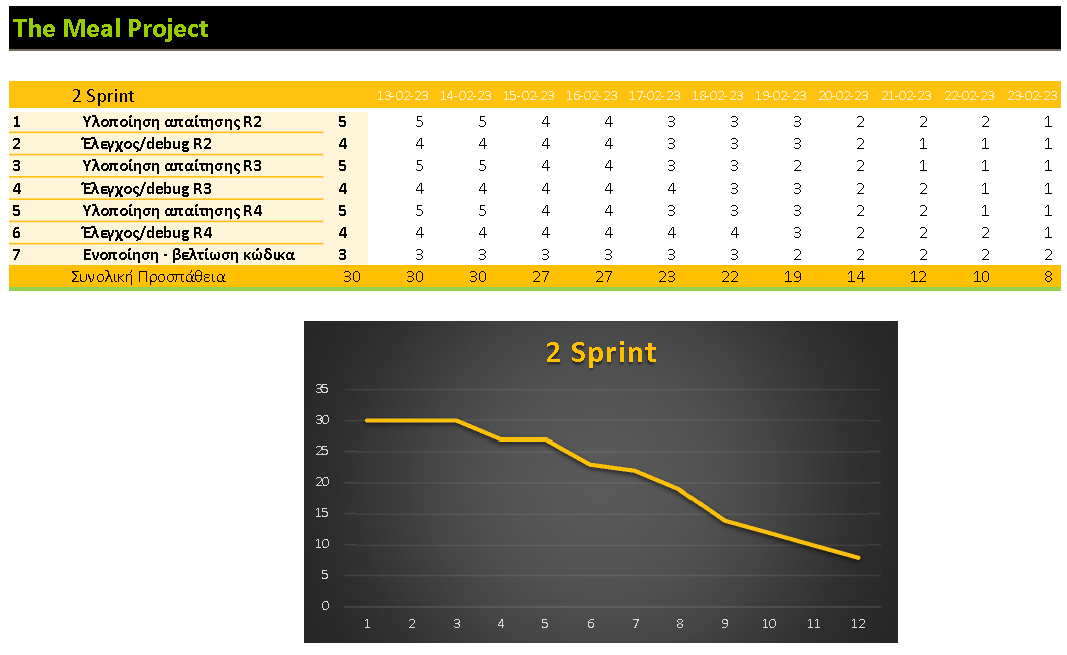 The Meal Project
2 Sprint 13-02-23 14-02-23 15-02-23 16-02-23 17-02-23 18-02-23 19-02-23 20-02-23 21-02-23 22-02-23 23-02-23
1 Υλοποίηση απαίτησης R2 5 5 5 4 4 3 3 3 2 2 2 1
2 Έλεγχος/debug R2 4 4 4 4 4 3 3 3 2 1 1 1
3 Υλοποίηση απαίτησης R3 5 5 5 4 4 3 3 2 2 1 1 1
4 Έλεγχος/debug R3 4 4 4 4 4 4 3 3 2 2 1 1
5 Υλοποίηση απαίτησης R4 5 5 5 4 4 3 3 3 2 2 1 1
6 Έλεγχος/debug R4 4 4 4 4 4 4 4 3 2 2 2 1
7 Ενοποίηση - βελτίωση κώδικα 3 3 3 3 3 3 3 2 2 2 2 2
Συνολική Προσπάθεια 30 30 30 27 27 23 22 19 14 12 10 8
2 Sprint
35
30
25
20
15
10
5
0
1 2 3 4 5 6 7 8 9 10 11 12